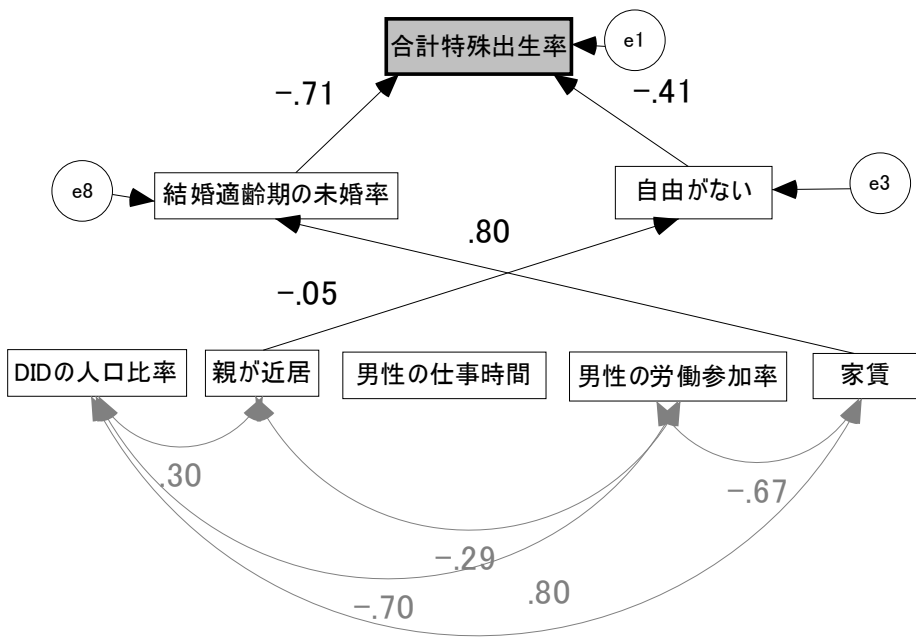 合計特殊出生率
e1
−.71
−.41
e8
結婚適齢期の未婚率
自由がない
e3
.80
−.05
DIDの人口比率
親が近居
男性の仕事時間
男性の労働参加率
家賃
.30
−.67
−.29
−.70
.80